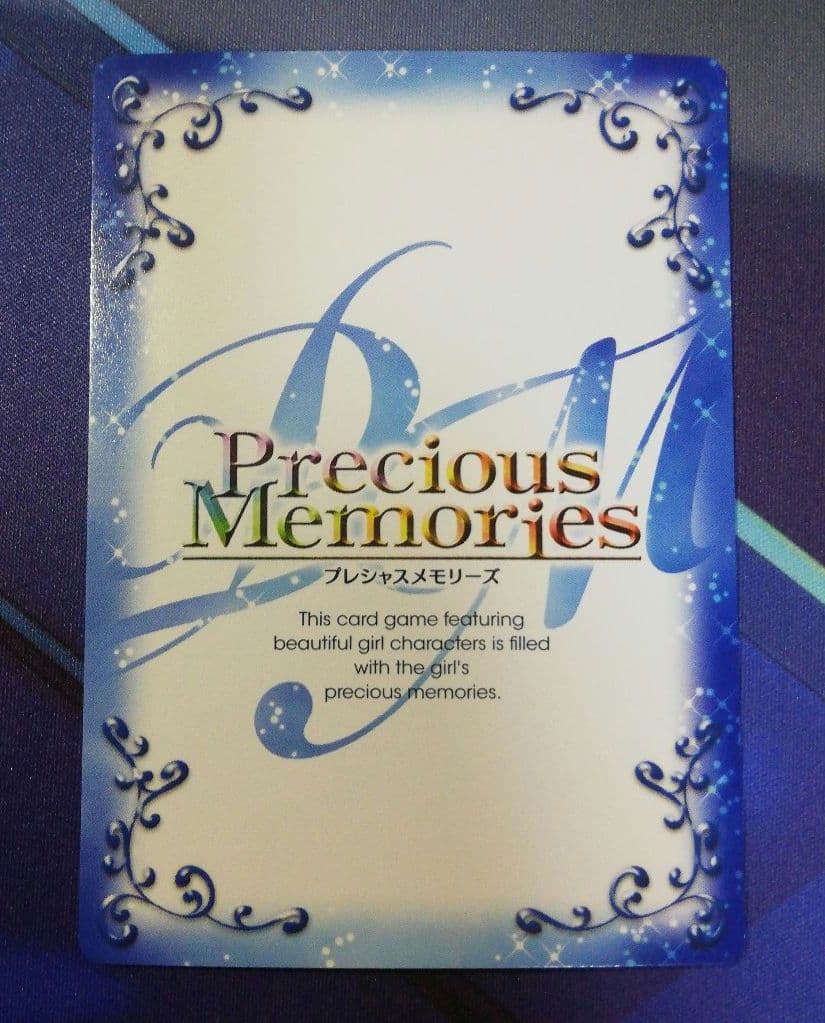 PM
Precious
Memories
プレシャスメモリーズ
This card game featuring
beautiful girl characters is filled
with the girl's
precious memories.